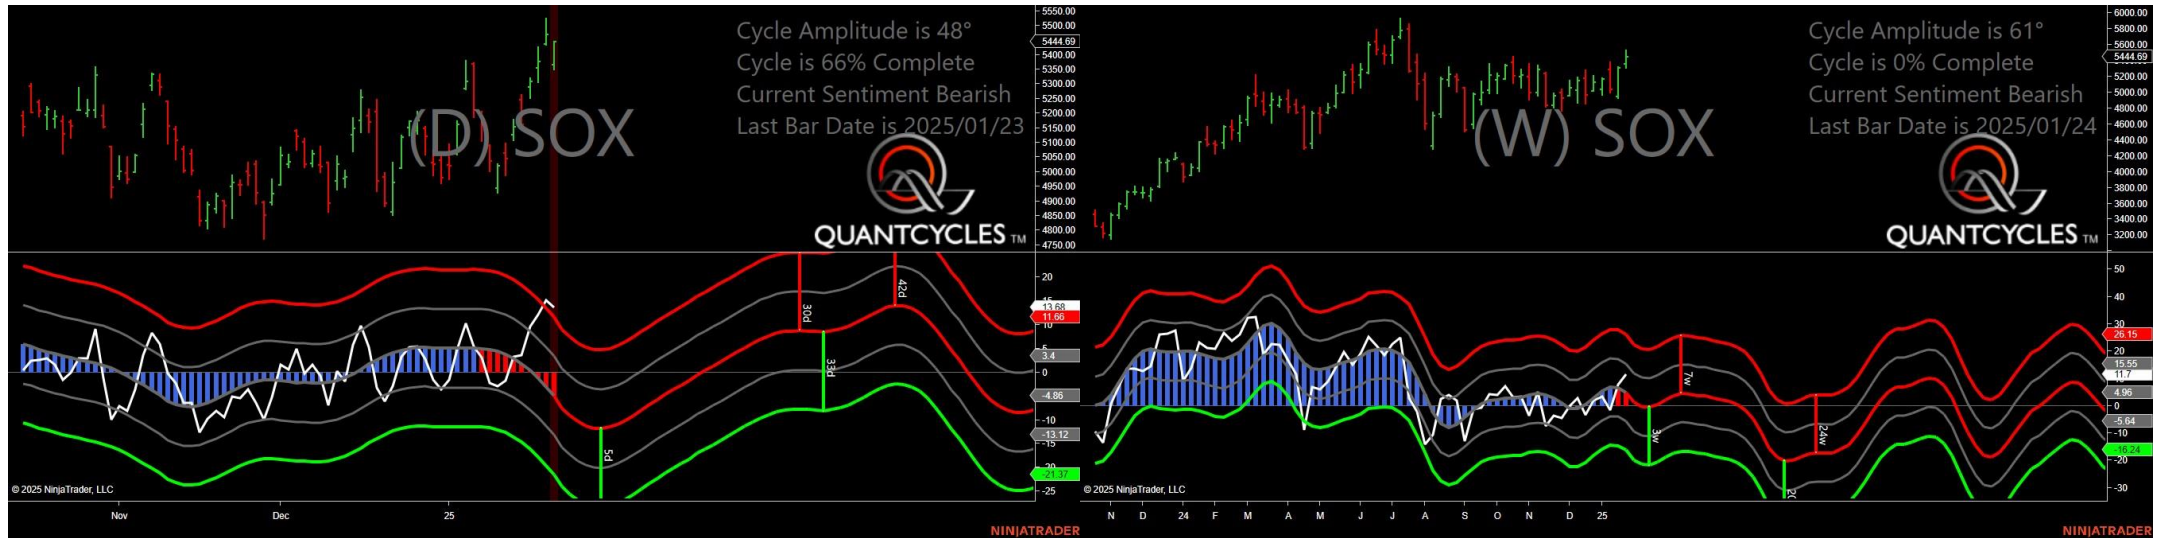 Cycle Amplitude is 48°
Cycle is 66% Complete
Current Sentiment Bearish
Last Bar Date is 2025/01/23
(D) SOX
QUANTCYCLES TM
5550.00
5500.00
5444.69
5400.00
5350.00
5300.00
5250.00
5200.00
5150.00
5100.00
5050.00
5000.00
4950.00
4900.00
4850.00
4800.00
4750.00
20
15
13.68
11.66
10
5
3.4
0
-4.86
-10
-13.12
-15
-20
-21.37
-25
5d
30d
33d
42d
© 2025 NinjaTrader, LLC
Nov
Dec
25
NINJATRADER
Cycle Amplitude is 61°
Cycle is 0% Complete
Current Sentiment Bearish
Last Bar Date is 2025/01/24
(W) SOX
QUANTCYCLES TM
6000.00
5800.00
5600.00
5444.69
5200.00
5000.00
4800.00
4600.00
4400.00
4200.00
4000.00
3800.00
3600.00
3400.00
3200.00
50
40
30
26.15
20
15.55
11.7
4.96
0
-5.64
-10
-16.24
-20
-30
3w
7w
24w
© 2025 NinjaTrader, LLC
N
D
24
F
M
A
M
J
J
A
S
O
N
D
25
NINJATRADER